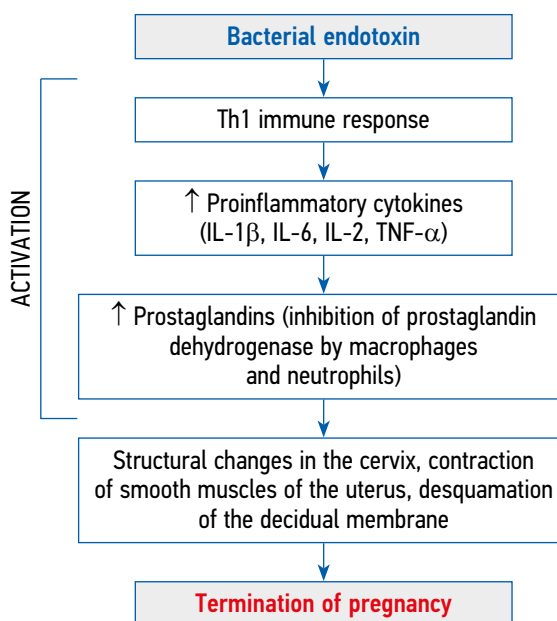 Bacterial endotoxin
ACTIVATION
Th1 immune response
↑ Proinflammatory cytokines
(IL-1β, IL-6, IL-2, TNF-α)
↑ Prostaglandins (inhibition of prostaglandin
dehydrogenase by macrophages
and neutrophils)
Structural changes in the cervix, contraction
of smooth muscles of the uterus, desquamation
of the decidual membrane
Termination of pregnancy